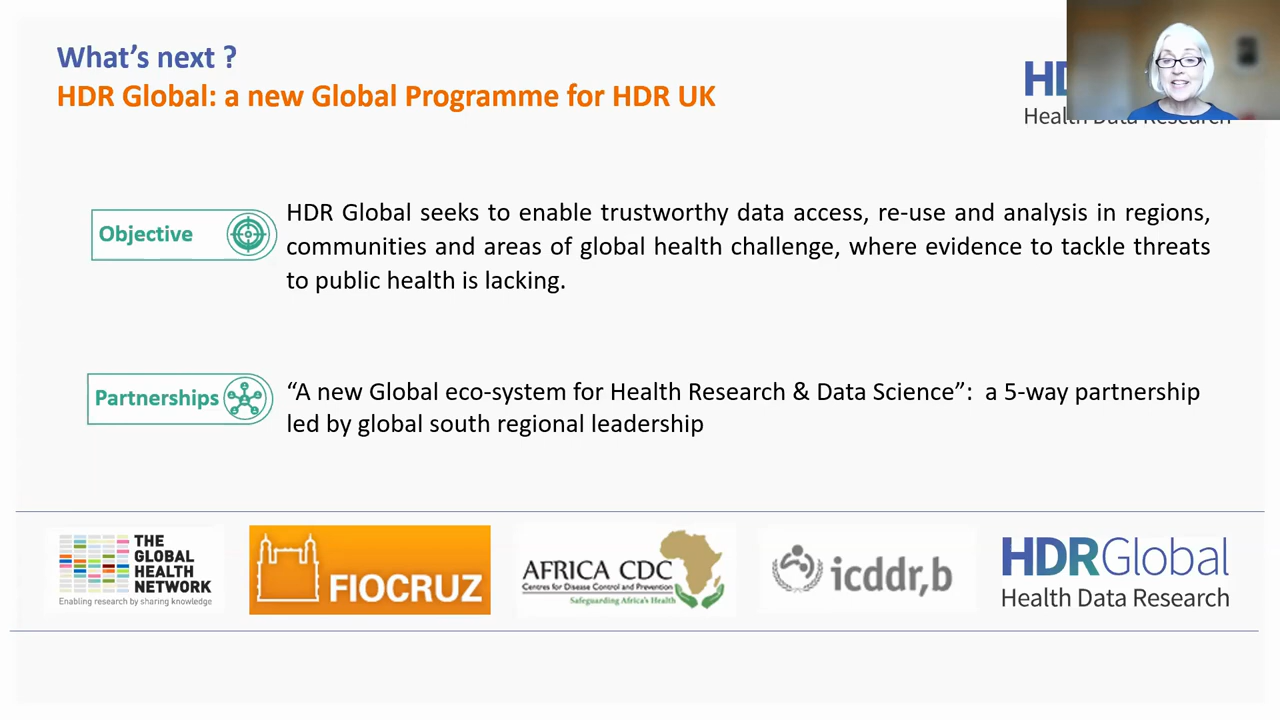 What's next ?
HDR Global: a new Global Programme for HDR UK
HD
Health Data Research
Objective
HDR Global seeks to enable trustworthy data access, re-use and analysis in regions,
communities and areas of global health challenge, where evidence to tackle threats
to public health is lacking.
Partnerships
“A new Global eco-system for Health Research & Data Science”: a 5-way partnership
led by global south regional leadership
THE
GLOBAL
HEALTH
NETWORK
Enabling research by sharing knowledge
FIOCRUZ
AFRICA CDC
Centres for Disease Control and Prevention
Safeguarding Africa's Health
icddr,b
HDRGlobal
Health Data Research